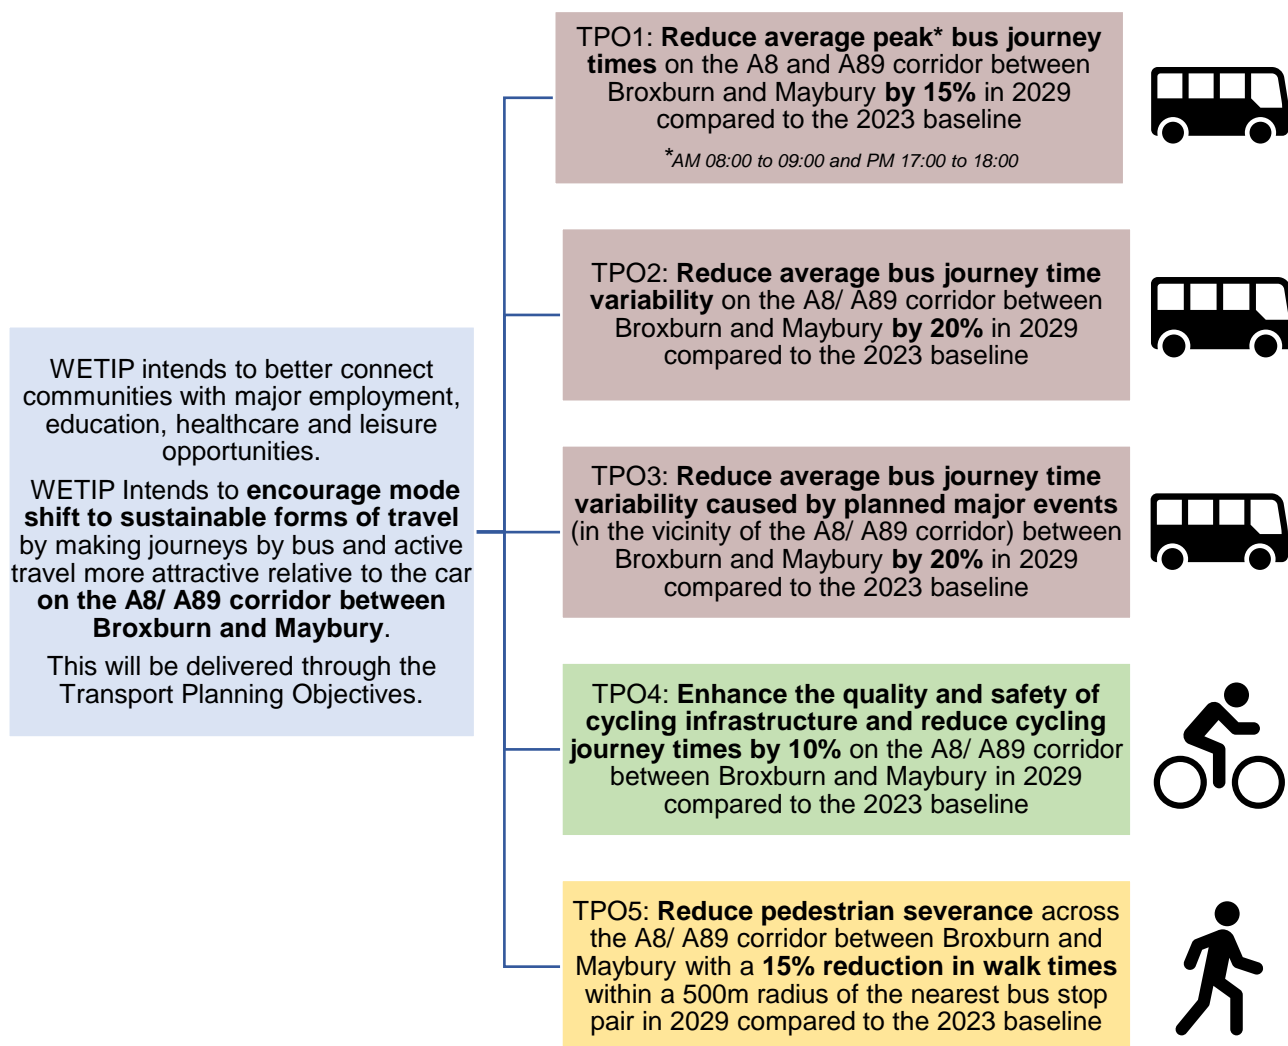 WETIP intends to better connect
communities with major employment,
education, healthcare and leisure
opportunities.
WETIP Intends to encourage mode
shift to sustainable forms of travel
by making journeys by bus and active
travel more attractive relative to the car
on the A8/ A89 corridor between
Broxburn and Maybury.
This will be delivered through the
Transport Planning Objectives.
TPO1: Reduce average peak* bus journey
times on the A8 and A89 corridor between
Broxburn and Maybury by 15% in 2029
compared to the 2023 baseline
*AM 08:00 to 09:00 and PM 17:00 to 18:00
TPO2: Reduce average bus journey time
variability on the A8/ A89 corridor between
Broxburn and Maybury by 20% in 2029
compared to the 2023 baseline
TPO3: Reduce average bus journey time
variability caused by planned major events
(in the vicinity of the A8/ A89 corridor) between
Broxburn and Maybury by 20% in 2029
compared to the 2023 baseline
TPO4: Enhance the quality and safety of
cycling infrastructure and reduce cycling
journey times by 10% on the A8/ A89 corridor
between Broxburn and Maybury in 2029
compared to the 2023 baseline
TPO5: Reduce pedestrian severance across
the A8/ A89 corridor between Broxburn and
Maybury with a 15% reduction in walk times
within a 500m radius of the nearest bus stop
pair in 2029 compared to the 2023 baseline